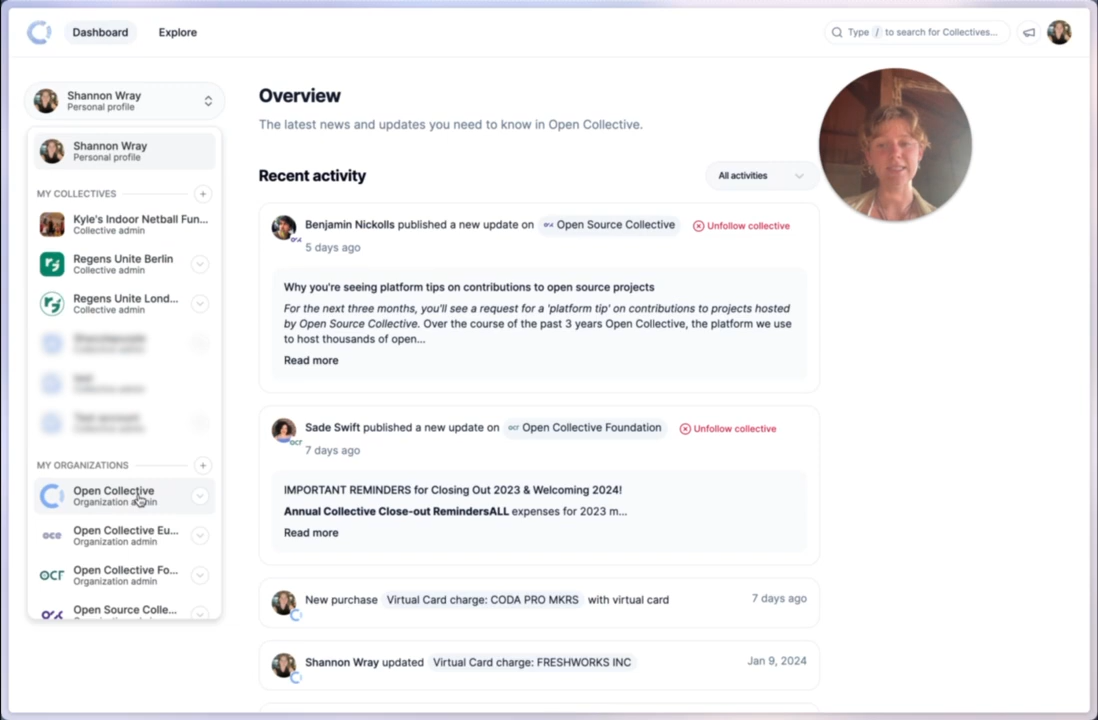 Dashboard
Explore
Type / to search for Collectives...
Shannon Wray
Personal profile
Shannon Wray
Personal profile
MY COLLECTIVES
Kyle's Indoor Netball Fun...
Collective admin
Regens Unite Berlin
Collective admin
Regens Unite Lond...
Collective admin
MY ORGANIZATIONS
Open Collective
Organization admin
oce
Open Collective Eu...
Organization admin
OCF
Open Collective Fo...
Organization admin
Open Source Colle...
Overview
The latest news and updates you need to know in Open Collective.
Recent activity
All activities
Benjamin Nickolls published a new update on Open Source Collective
Unfollow collective
5 days ago
Why you're seeing platform tips on contributions to open source projects
For the next three months, you'll see a request for a 'platform tip' on contributions to projects hosted
by Open Source Collective. Over the course of the past 3 years Open Collective, the platform we use
to host thousands of open...
Read more
Sade Swift published a new update on OCF Open Collective Foundation
Unfollow collective
7 days ago
IMPORTANT REMINDERS for Closing Out 2023 & Welcoming 2024!
Annual Collective Close-out RemindersALL expenses for 2023 m...
Read more
New purchase Virtual Card charge: CODA PRO MKRS with virtual card
7 days ago
Shannon Wray updated Virtual Card charge: FRESHWORKS INC
Jan 9, 2024